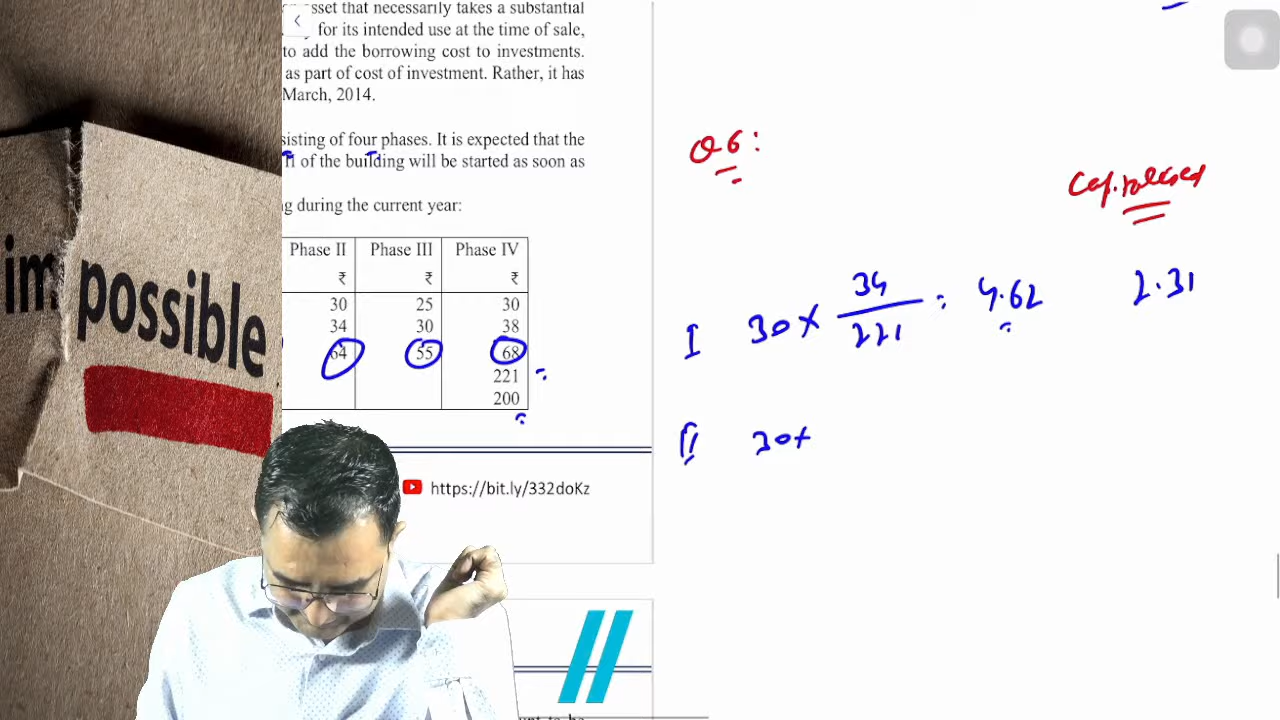 im possible
sset that necessarily takes a substantial
for its intended use at the time of sale,
to add the borrowing cost to investments.
as part of cost of investment. Rather, it has
March, 2014.
sisting of four phases. It is expected that the
of the building will be started as soon as
ng during the current year:
Phase II Phase III Phase IV
₹ ₹ ₹
30 25 30
34 30 38
64 55 68
221
200
https://bit.ly/332doKz
Q6:
I 30 × 34 / 221 = 4.62 2.31
II 30×